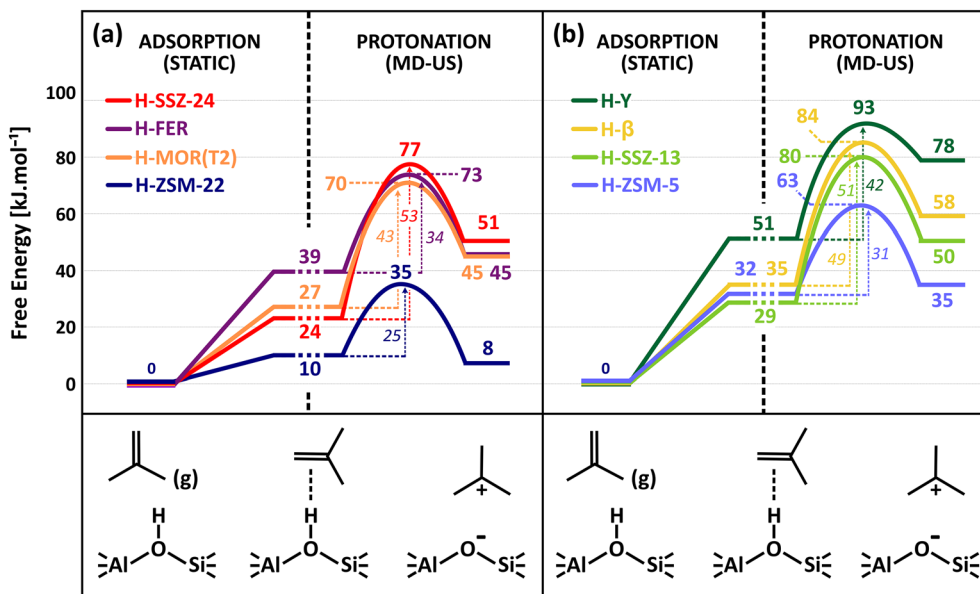 (a)
ADSORPTION
(STATIC)
PROTONATION
(MD-US)
(b)
ADSORPTION
(STATIC)
PROTONATION
(MD-US)
Free Energy [kJ.mol⁻¹]
100
80
60
40
20
0
H-SSZ-24
H-FER
H-MOR(T2)
H-ZSM-22
0
39
27
24
10
77
73
70
53
43
34
35
25
51
45 45
8
H-Y
H-β
H-SSZ-13
H-ZSM-5
0
51
32 35
29
93
84
80
63
51
42
49
31
78
58
50
35
(g)
H
O
Al Si
H
O
Al Si
+
O-
Al Si
(g)
H
O
Al Si
H
O
Al Si
+
O-
Al Si